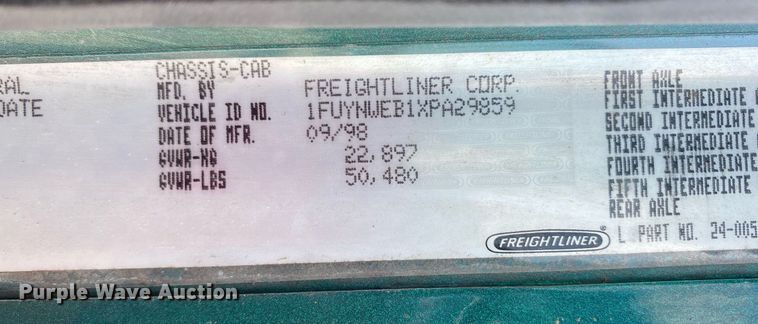 CHASSIS-CAB
MFD. BY FREIGHTLINER CORP.
VEHICLE ID NO. 1FUYNWEB1XPA29859
DATE OF MFR. 09/98
GVWR-KG 22,897
GVWR-LBS 50,480
RAL
DATE
FRONT AXLE
FIRST INTERMEDIATE
SECOND INTERMEDIATE
THIRD INTERMEDIATE
FOURTH INTERMEDIATE
FIFTH INTERMEDIATE
REAR AXLE
FREIGHTLINER®
L PART NO. 24-005
Purple Wave Auction